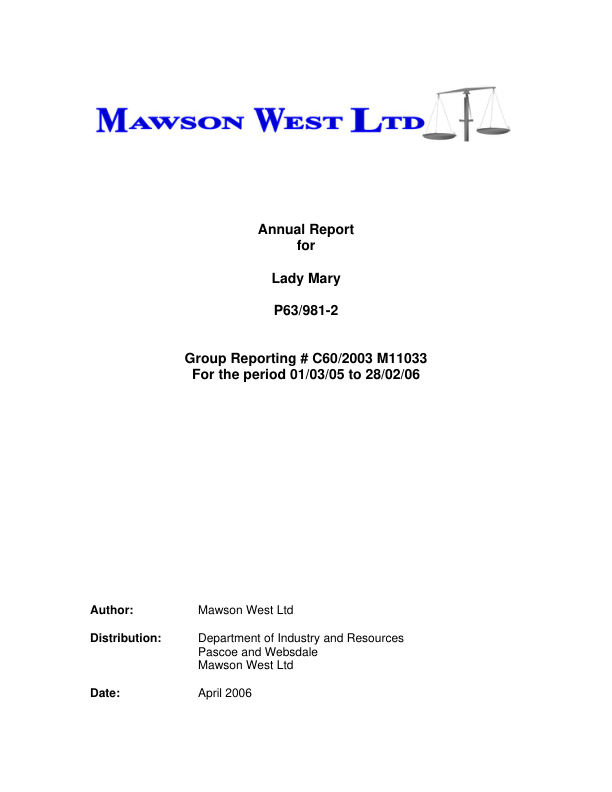 MAWSON WEST LTD
Annual Report
for
Lady Mary
P63/981-2
Group Reporting # C60/2003 M11033
For the period 01/03/05 to 28/02/06
Author: Mawson West Ltd
Distribution: Department of Industry and Resources
Pascoe and Websdale
Mawson West Ltd
Date: April 2006